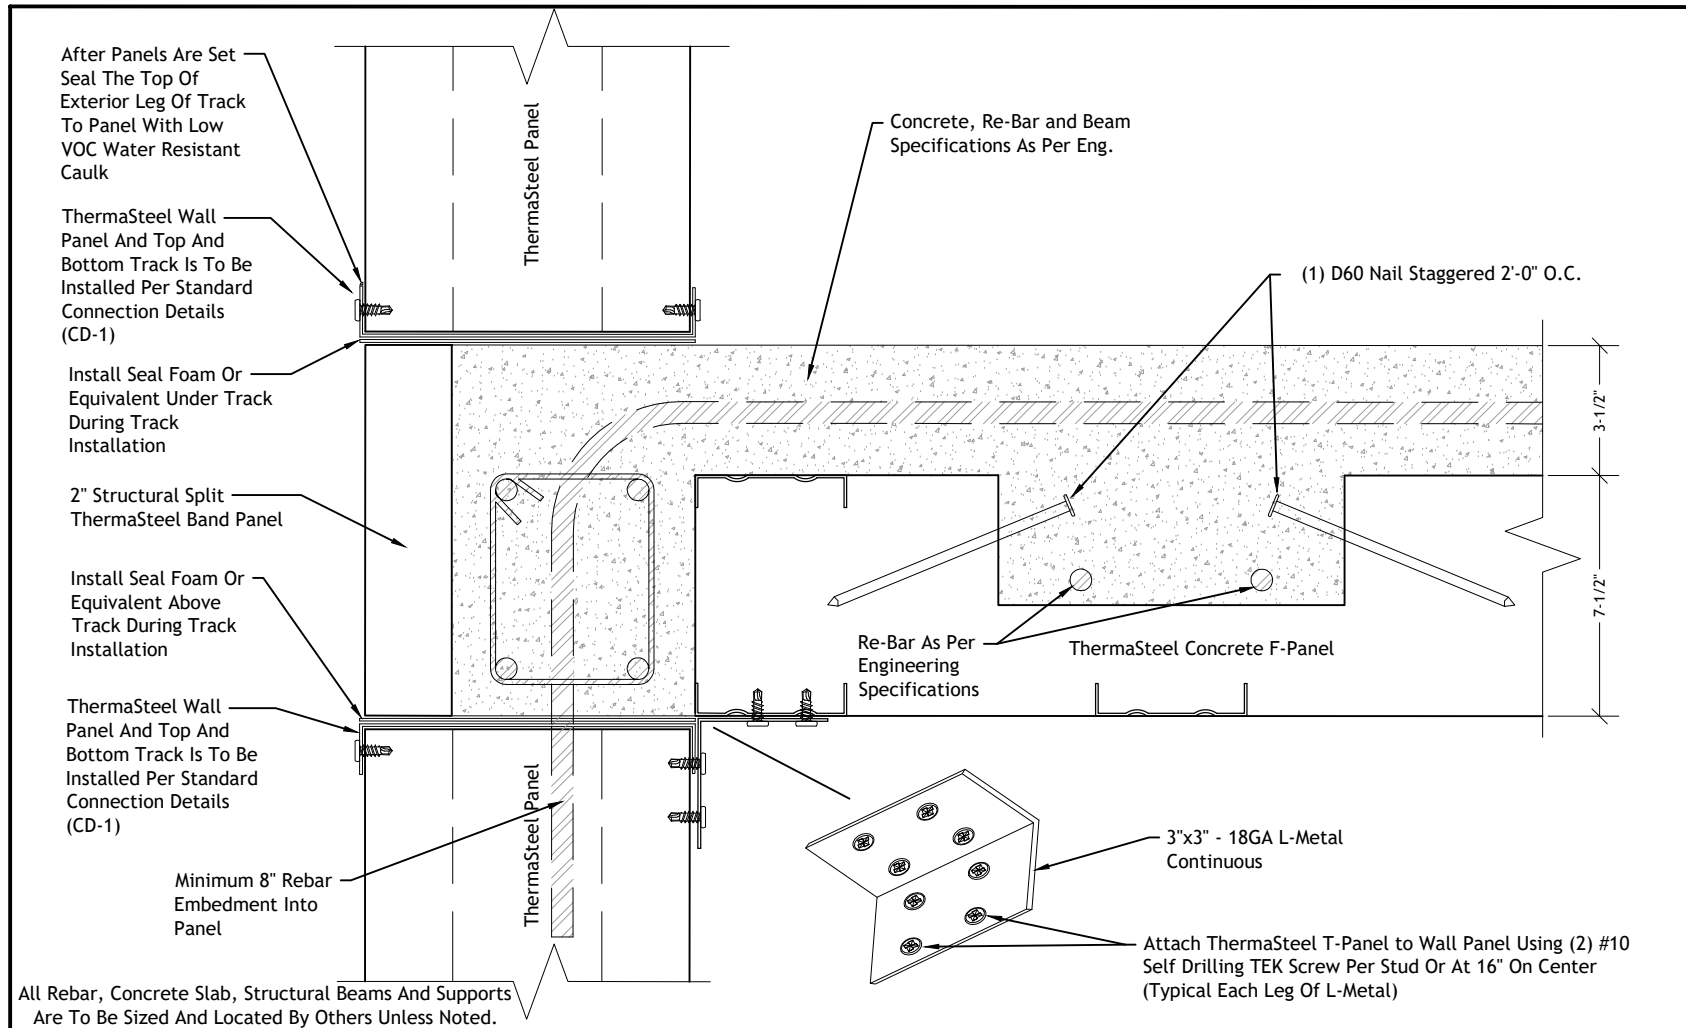 After Panels Are Set
Seal The Top Of
Exterior Leg Of Track
To Panel With Low
VOC Water Resistant
Caulk
ThermaSteel Wall
Panel And Top And
Bottom Track Is To Be
Installed Per Standard
Connection Details
(CD-1)
Install Seal Foam Or
Equivalent Under Track
During Track
Installation
2" Structural Split
ThermaSteel Band Panel
Install Seal Foam Or
Equivalent Above
Track During Track
Installation
ThermaSteel Wall
Panel And Top And
Bottom Track Is To Be
Installed Per Standard
Connection Details
(CD-1)
Minimum 8" Rebar
Embedment Into
Panel
All Rebar, Concrete Slab, Structural Beams And Supports
Are To Be Sized And Located By Others Unless Noted.
ThermaSteel Panel
ThermaSteel Panel
Concrete, Re-Bar and Beam
Specifications As Per Eng.
(1) D60 Nail Staggered 2'-0" O.C.
3-1/2"
7-1/2"
Re-Bar As Per
Engineering
Specifications
ThermaSteel Concrete F-Panel
3"x3" - 18GA L-Metal
Continuous
Attach ThermaSteel T-Panel to Wall Panel Using (2) #10
Self Drilling TEK Screw Per Stud Or At 16" On Center
(Typical Each Leg Of L-Metal)